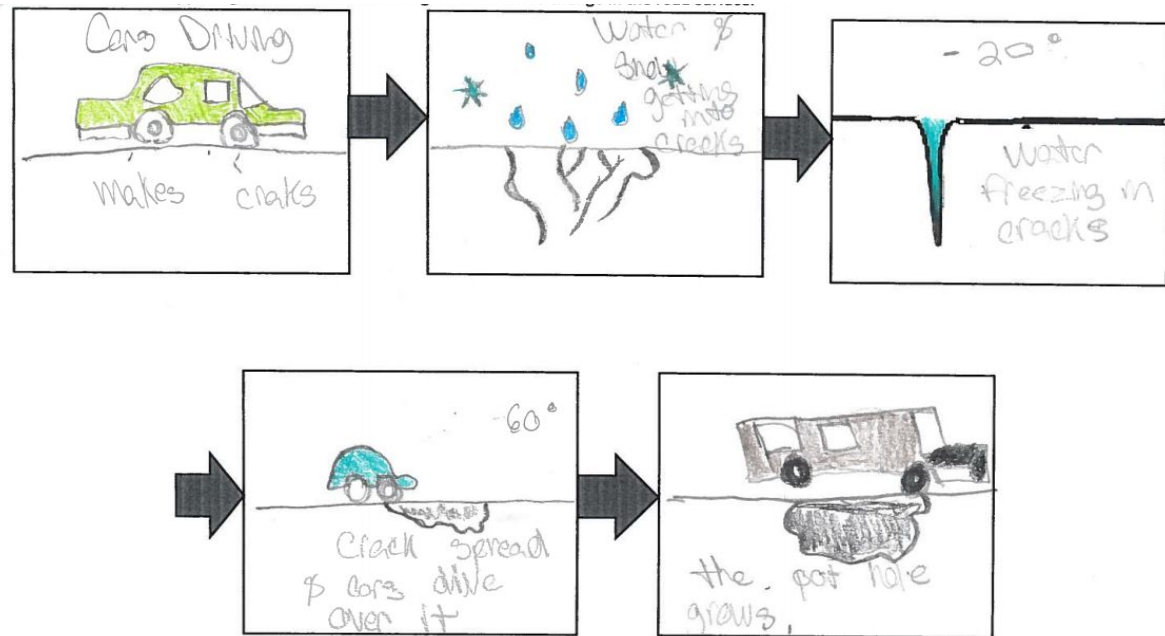 Cars Driving
makes craks
Water $
Snow
getting
into
cracks
- 20°
Water
freezing in
cracks
60°
Crack spread
$ cars drive
over it
the pot hole
grows.